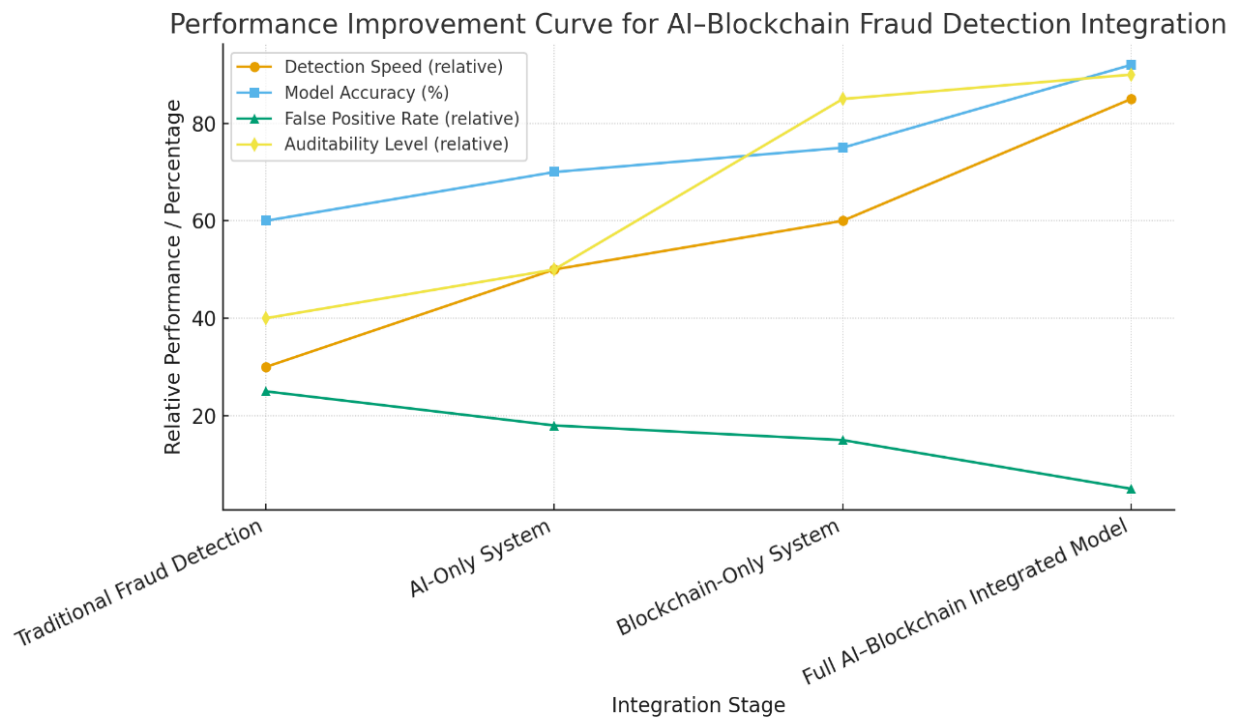 Performance Improvement Curve for AI–Blockchain Fraud Detection Integration
Detection Speed (relative)
Model Accuracy (%)
False Positive Rate (relative)
Auditability Level (relative)
Relative Performance / Percentage
80
60
40
20
Traditional Fraud Detection
AI-Only System
Blockchain-Only System
Full AI–Blockchain Integrated Model
Integration Stage